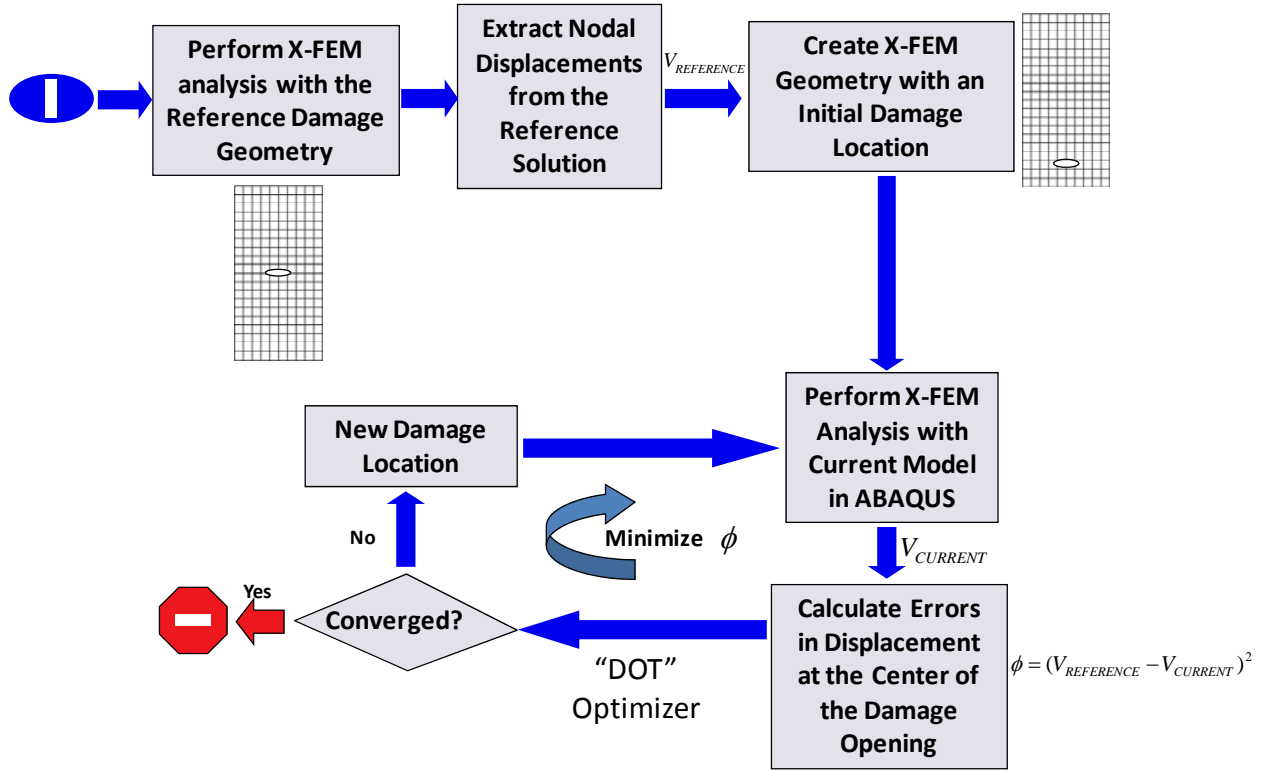 Perform X-FEM
analysis with the
Reference Damage
Geometry
Extract Nodal
Displacements
from the
Reference
Solution
V_REFERENCE
Create X-FEM
Geometry with an
Initial Damage
Location
Perform X-FEM
Analysis with
Current Model
in ABAQUS
V_CURRENT
Calculate Errors
in Displacement
at the Center of
the Damage
Opening
ϕ = (V_REFERENCE − V_CURRENT)²
“DOT”
Optimizer
Converged?
Yes
No
New Damage
Location
Minimize ϕ